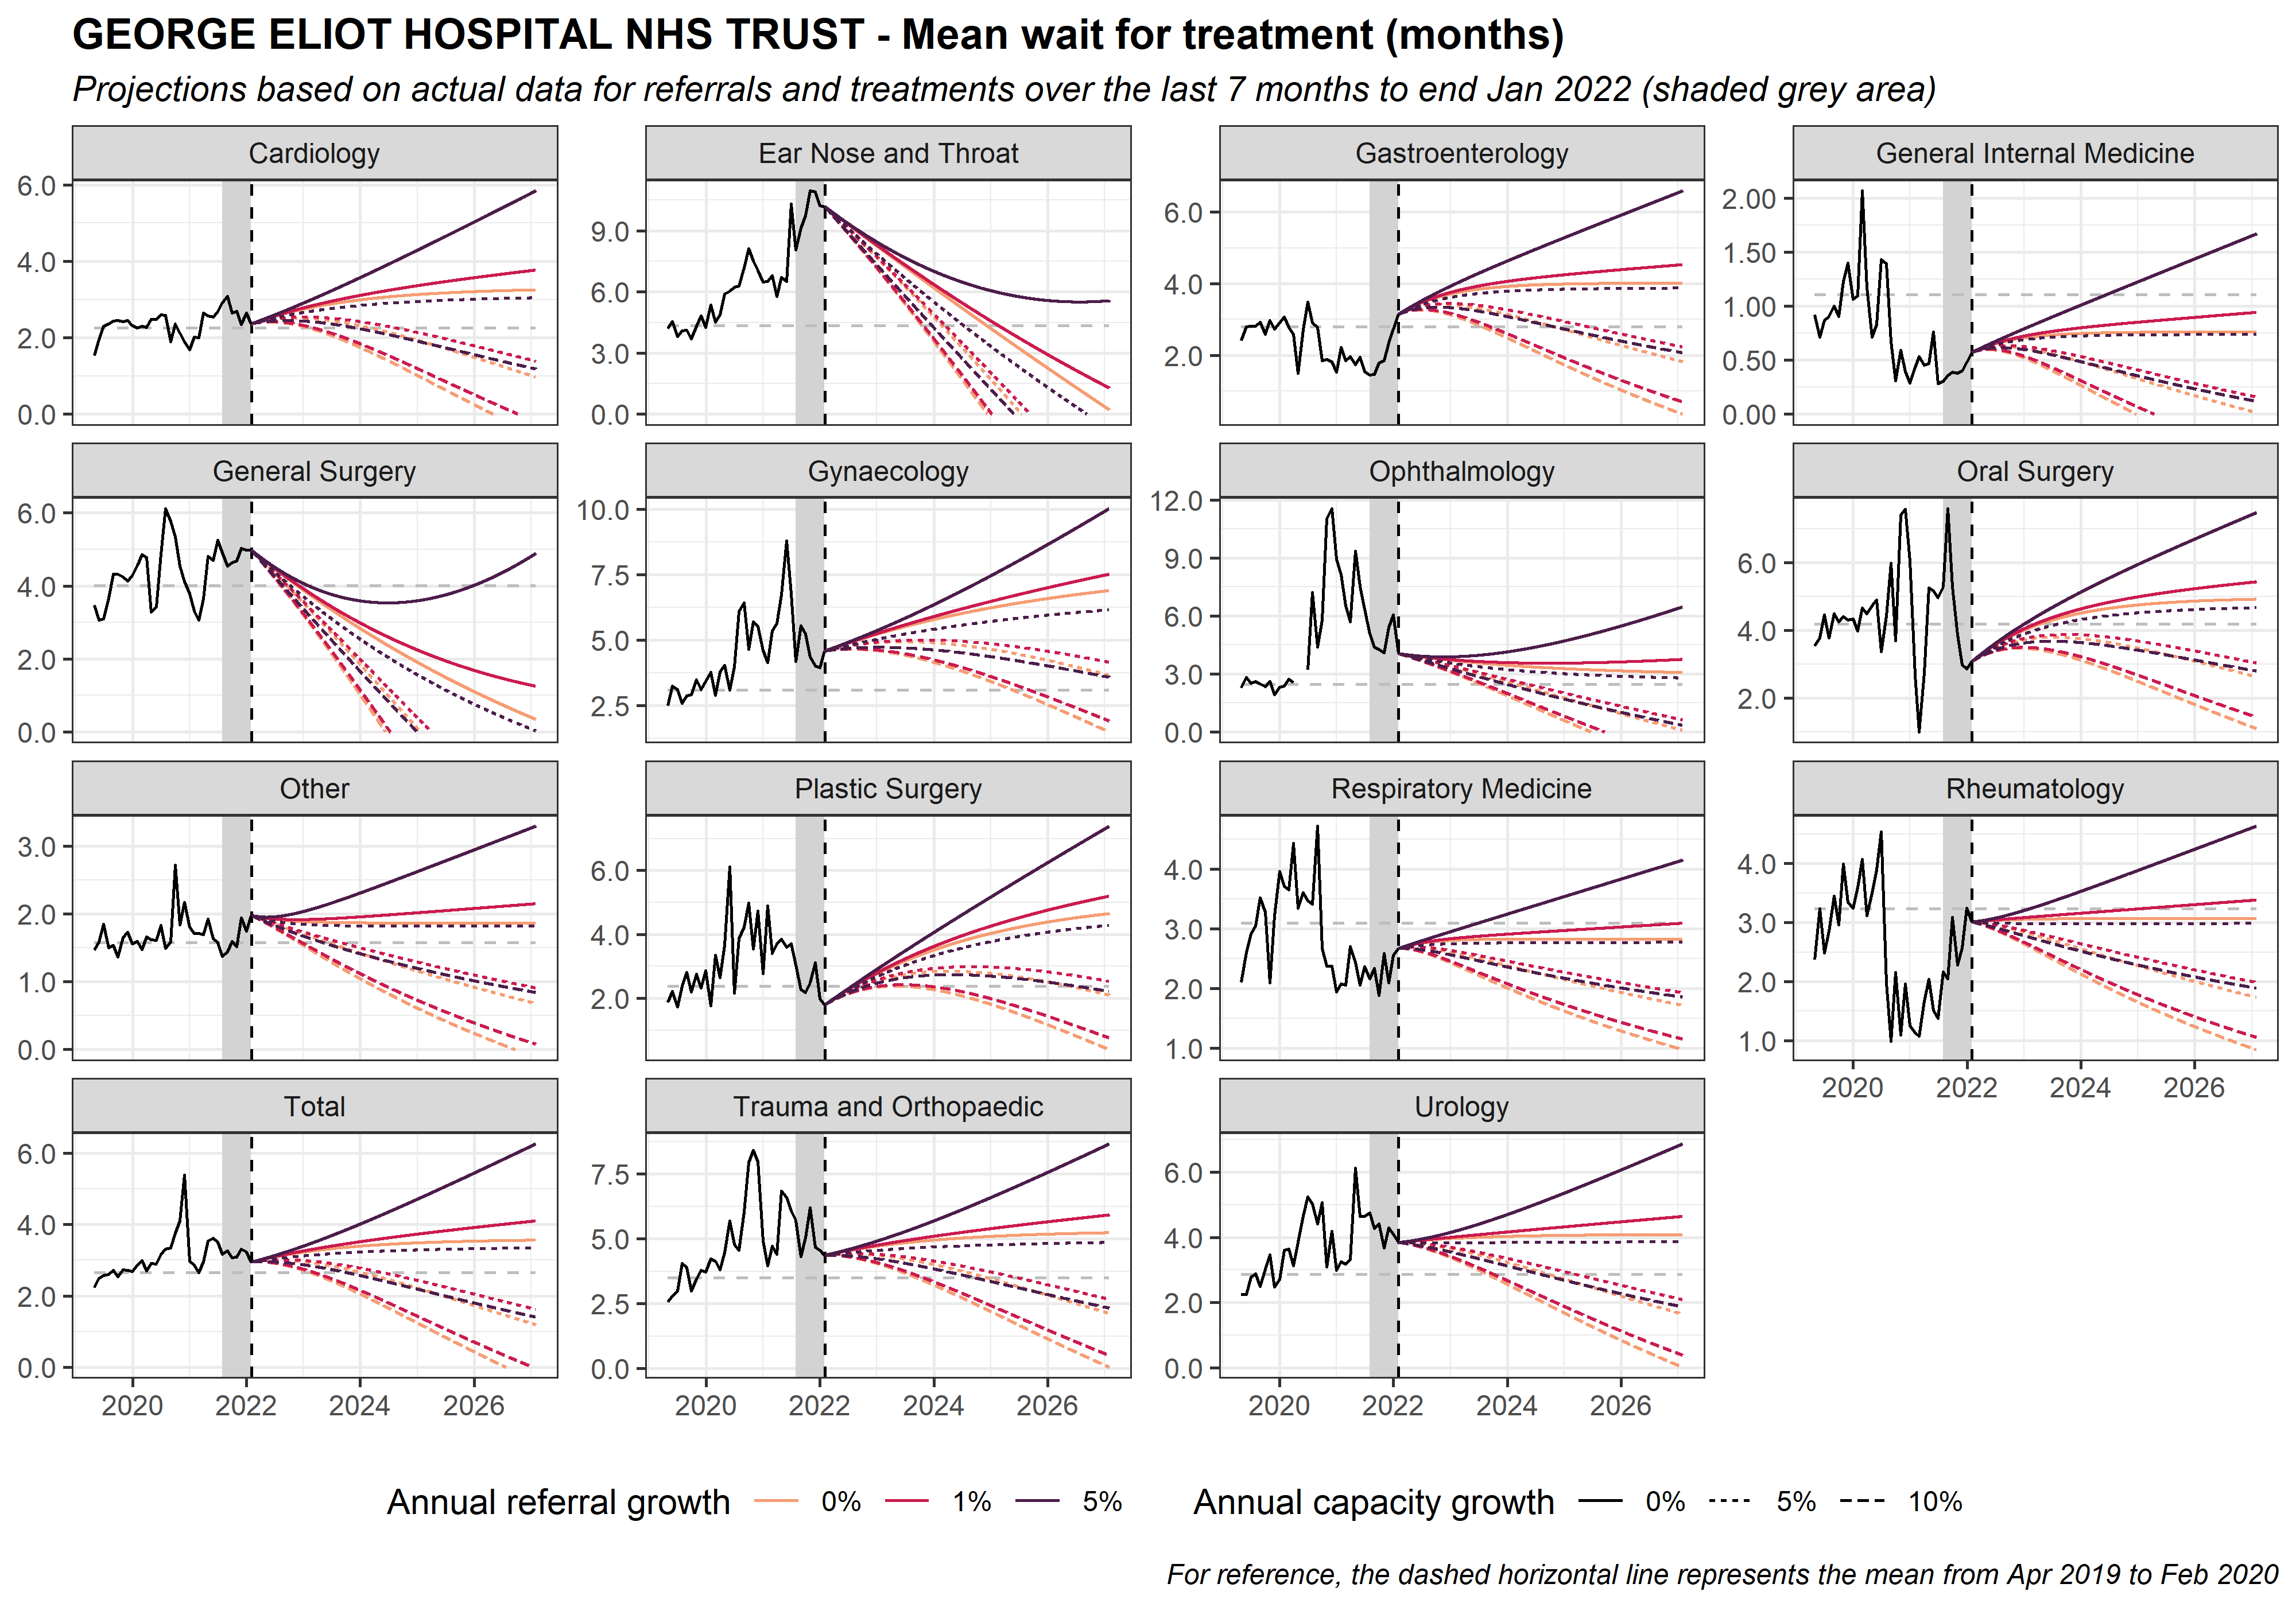 GEORGE ELIOT HOSPITAL NHS TRUST - Mean wait for treatment (months)
Projections based on actual data for referrals and treatments over the last 7 months to end Jan 2022 (shaded grey area)
Cardiology
6.0
4.0
2.0
0.0
Ear Nose and Throat
9.0
6.0
3.0
0.0
Gastroenterology
6.0
4.0
2.0
General Internal Medicine
2.00
1.50
1.00
0.50
0.00
General Surgery
6.0
4.0
2.0
0.0
Gynaecology
10.0
7.5
5.0
2.5
Ophthalmology
12.0
9.0
6.0
3.0
0.0
Oral Surgery
6.0
4.0
2.0
Other
3.0
2.0
1.0
0.0
Plastic Surgery
6.0
4.0
2.0
Respiratory Medicine
4.0
3.0
2.0
1.0
Rheumatology
4.0
3.0
2.0
1.0
2020 2022 2024 2026
Total
6.0
4.0
2.0
0.0
2020 2022 2024 2026
Trauma and Orthopaedic
7.5
5.0
2.5
0.0
2020 2022 2024 2026
Urology
6.0
4.0
2.0
0.0
2020 2022 2024 2026
Annual referral growth 0% 1% 5%
Annual capacity growth 0% 5% 10%
For reference, the dashed horizontal line represents the mean from Apr 2019 to Feb 2020